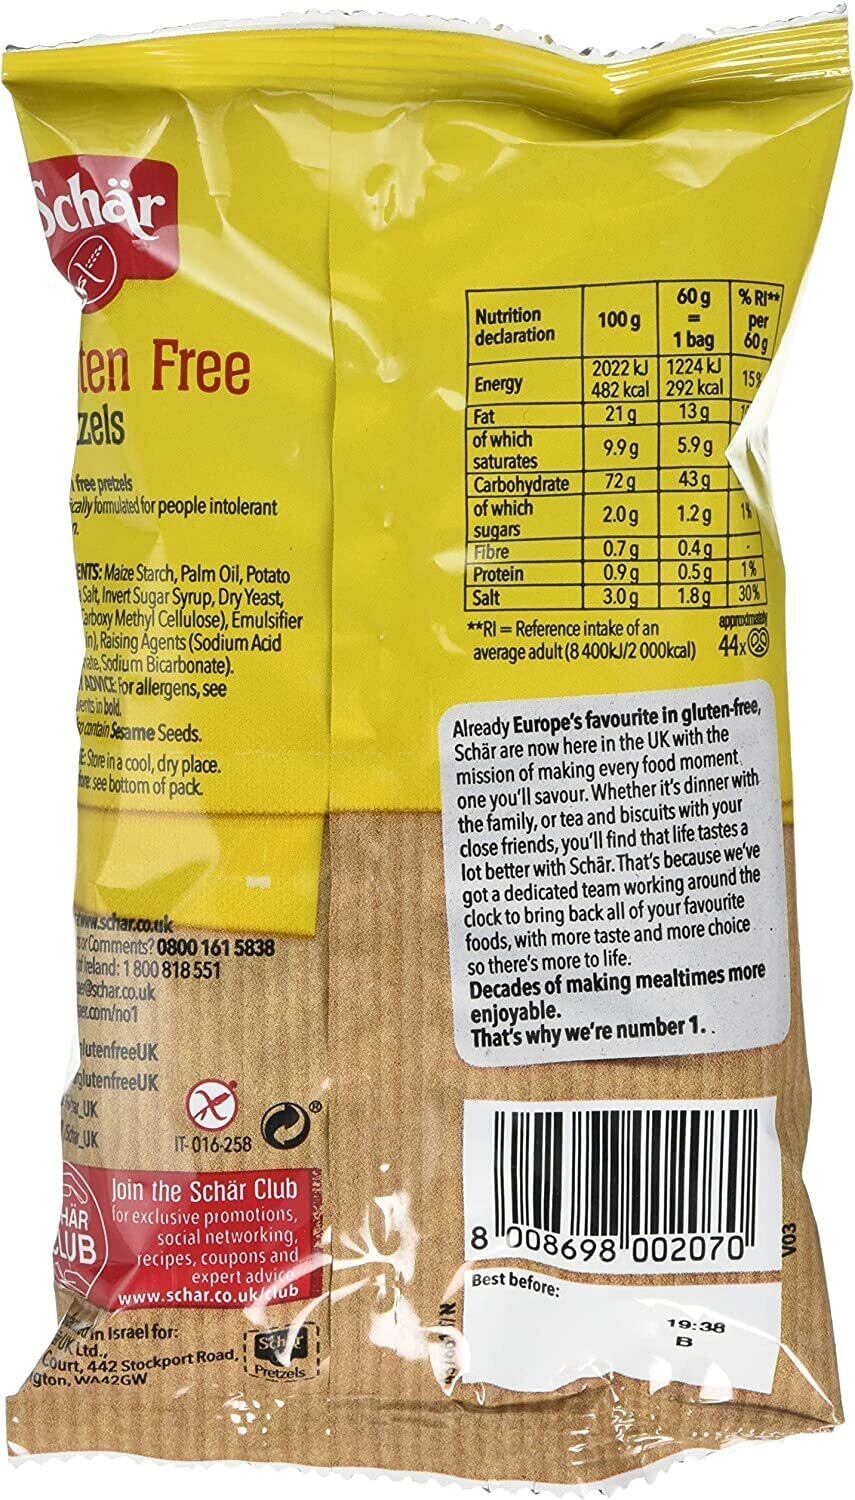 Schär
ten Free
zels
free pretzels
ically formulated for people intolerant
ENTS: Maize Starch, Palm Oil, Potato
Salt, Invert Sugar Syrup, Dry Yeast,
arboxy Methyl Cellulose), Emulsifier
in), Raising Agents (Sodium Acid
ate, Sodium Bicarbonate).
ADVICE: For allergens, see
ients in bold.
contain Sesame Seeds.
Store in a cool, dry place.
ore: see bottom of pack.
www.schar.co.uk
or Comments? 0800 161 5838
Ireland: 1 800 818 551
er@schar.co.uk
aer.com/no1
glutenfreeUK
glutenfreeUK
_UK
_UK
IT-016-258
®
HÄR
CLUB
Join the Schär Club
for exclusive promotions,
social networking,
recipes, coupons and
expert advice
www.schar.co.uk/club
in Israel for:
UK Ltd.,
Court, 442 Stockport Road,
gton, WA42GW
Schär
Pretzels
Nutrition declaration 100 g 60 g = 1 bag % RI** per 60 g
Energy 2022 kJ 482 kcal 1224 kJ 292 kcal 15%
Fat 21 g 13 g
of which saturates 9.9 g 5.9 g
Carbohydrate 72 g 43 g
of which sugars 2.0 g 1.2 g 1%
Fibre 0.7 g 0.4 g -
Protein 0.9 g 0.5 g 1%
Salt 3.0 g 1.8 g 30%
**RI = Reference intake of an
average adult (8 400kJ/2 000kcal)
approximately
44x
Already Europe's favourite in gluten-free,
Schär are now here in the UK with the
mission of making every food moment
one you'll savour. Whether it's dinner with
the family, or tea and biscuits with your
close friends, you'll find that life tastes a
lot better with Schär. That's because we've
got a dedicated team working around the
clock to bring back all of your favourite
foods, with more taste and more choice
so there's more to life.
Decades of making mealtimes more
enjoyable.
That's why we're number 1. .
8 008698 002070
V03
Best before:
19:38
B